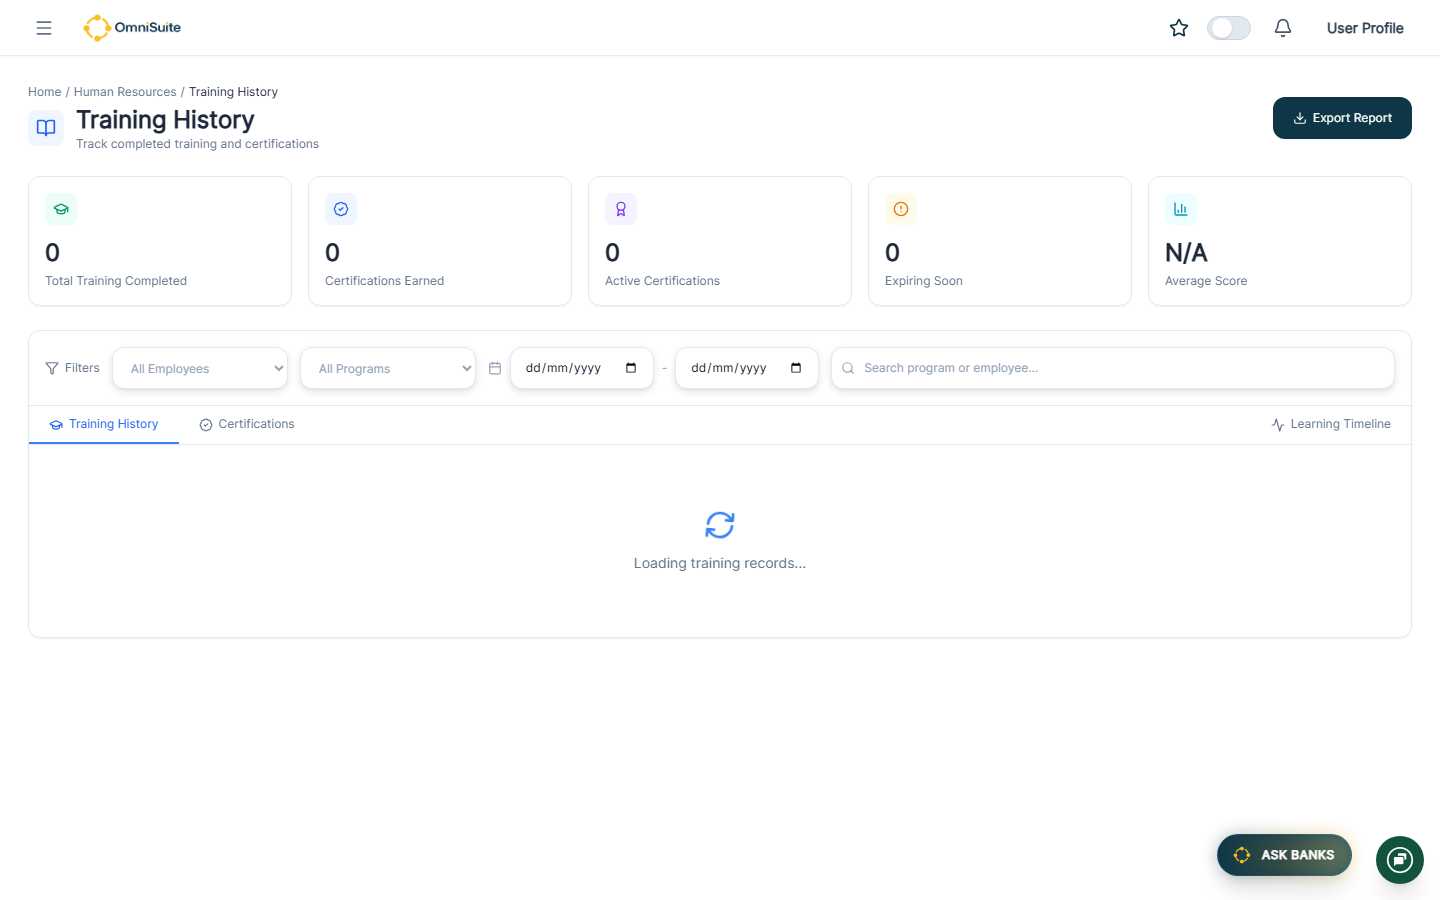 OmniSuite
User Profile
Home / Human Resources / Training History
Training History
Track completed training and certifications
Export Report
0
Total Training Completed
0
Certifications Earned
0
Active Certifications
0
Expiring Soon
N/A
Average Score
Filters
All Employees
All Programs
dd/mm/yyyy
-
dd/mm/yyyy
Search program or employee...
Training History
Certifications
Learning Timeline
Loading training records...
ASK BANKS